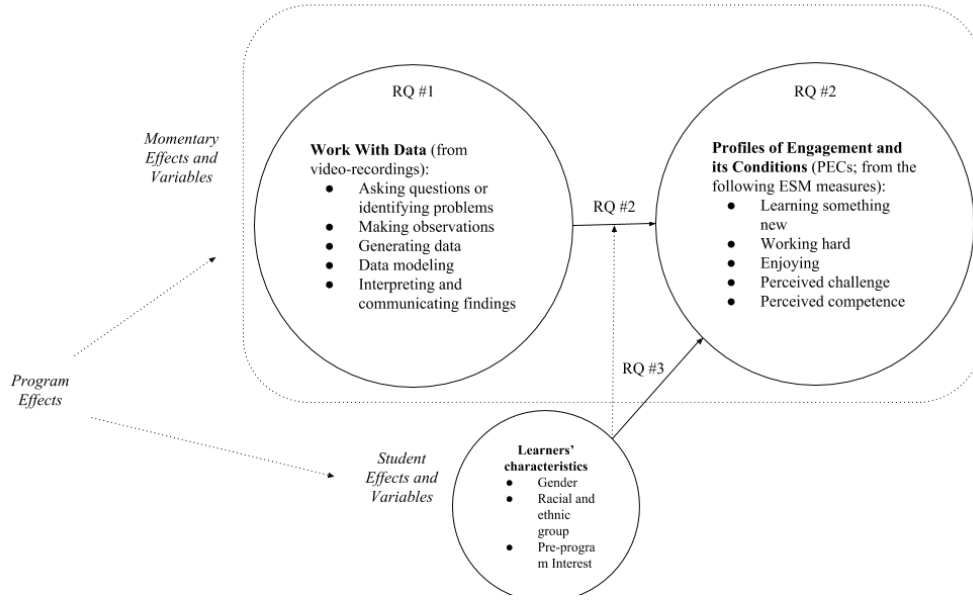 RQ #1
Work With Data (from
video-recordings):
● Asking questions or
identifying problems
● Making observations
● Generating data
● Data modeling
● Interpreting and
communicating findings
RQ #2
RQ #2
Profiles of Engagement and
its Conditions (PECs; from the
following ESM measures):
● Learning something
new
● Working hard
● Enjoying
● Perceived challenge
● Perceived competence
Momentary
Effects and
Variables
RQ #3
Program
Effects
Student
Effects and
Variables
Learners’
characteristics
● Gender
● Racial and
ethnic
group
● Pre-progra
m Interest